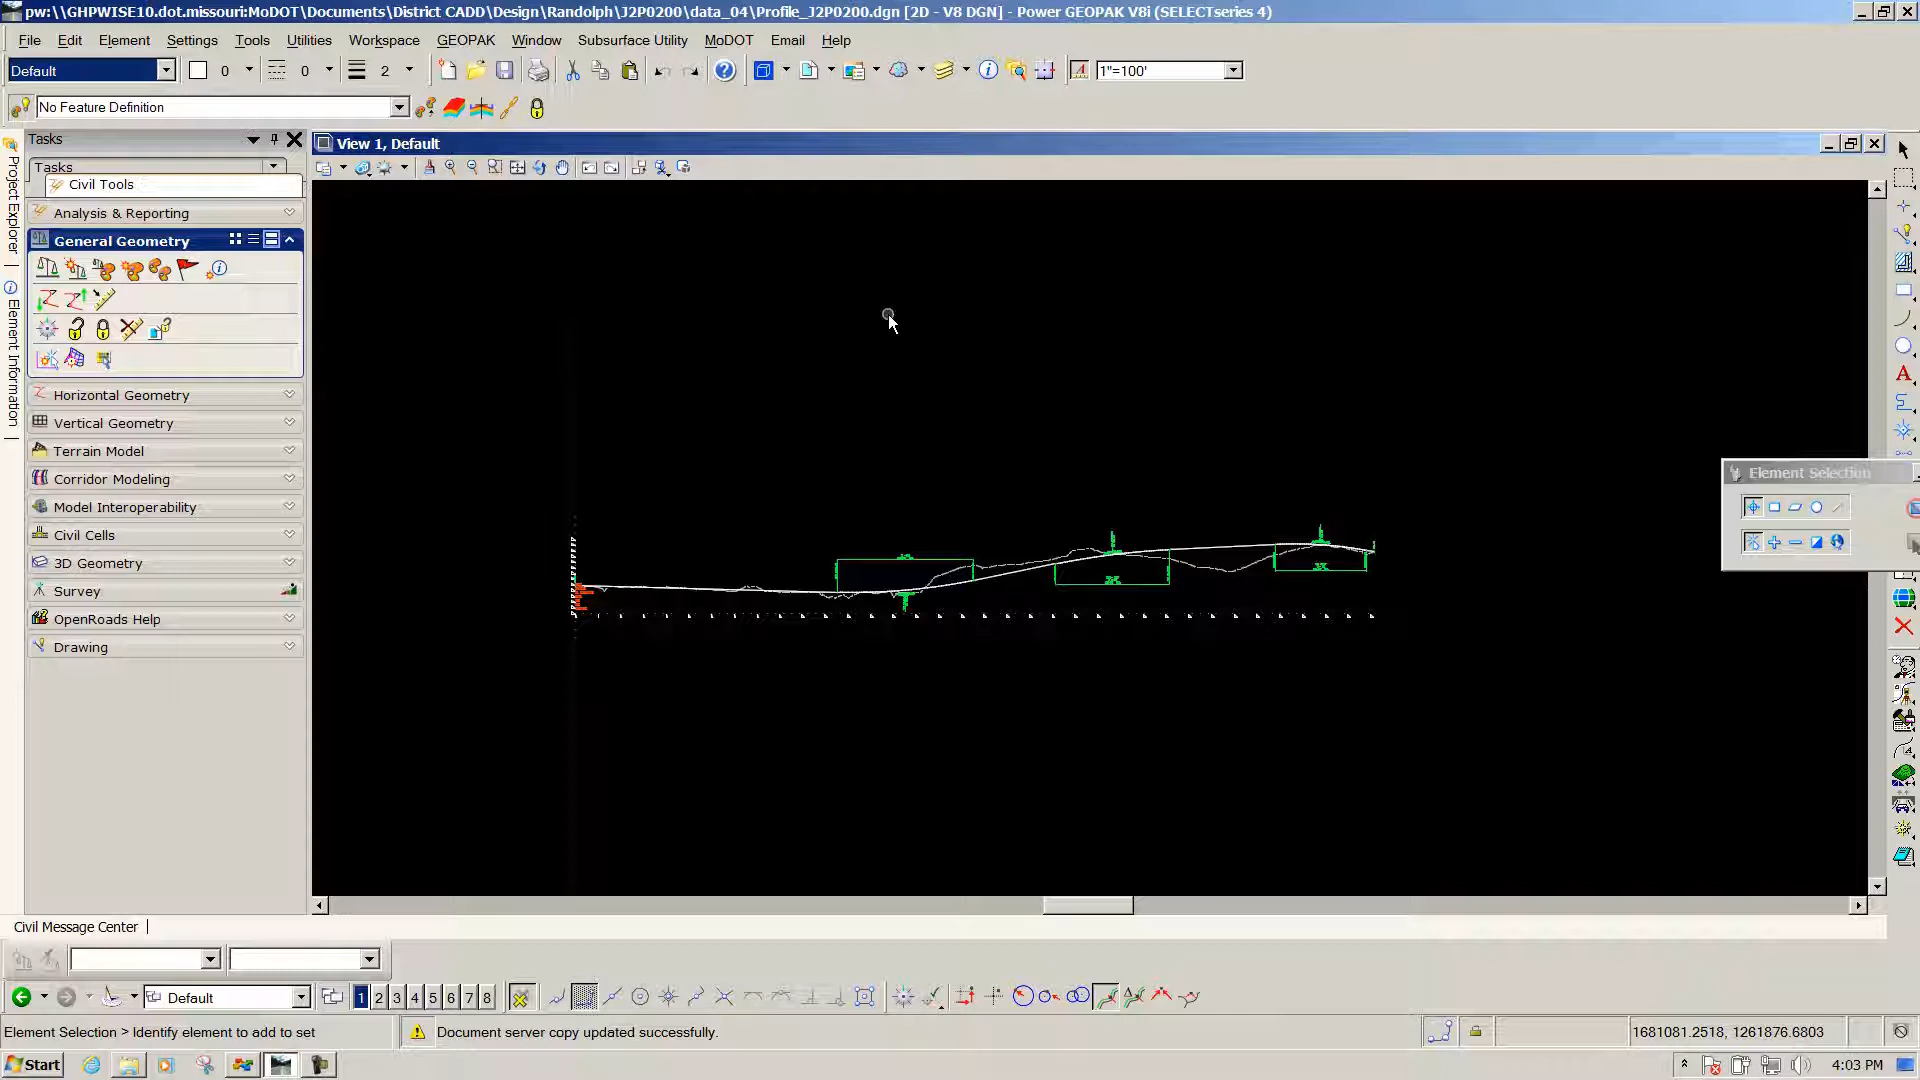 pw:\\GHPWISE10.dot.missouri:MoDOT\Documents\District CADD\Design\Randolph\J2P0200\data_04\Profile_J2P0200.dgn [2D - V8 DGN] - Power GEOPAK V8i (SELECTseries 4)
File Edit Element Settings Tools Utilities Workspace GEOPAK Window Subsurface Utility MoDOT Email Help
Default 0 0 2 1"=100'
No Feature Definition
Tasks
View 1, Default
Tasks
Civil Tools
Analysis & Reporting
General Geometry
Horizontal Geometry
Vertical Geometry
Terrain Model
Corridor Modeling
Model Interoperability
Civil Cells
3D Geometry
Survey
OpenRoads Help
Drawing
Project Explorer
Element Information
Element Selection
Civil Message Center
Default 1 2 3 4 5 6 7 8
Element Selection > Identify element to add to set Document server copy updated successfully. 1681081.2518, 1261876.6803
Start 4:03 PM